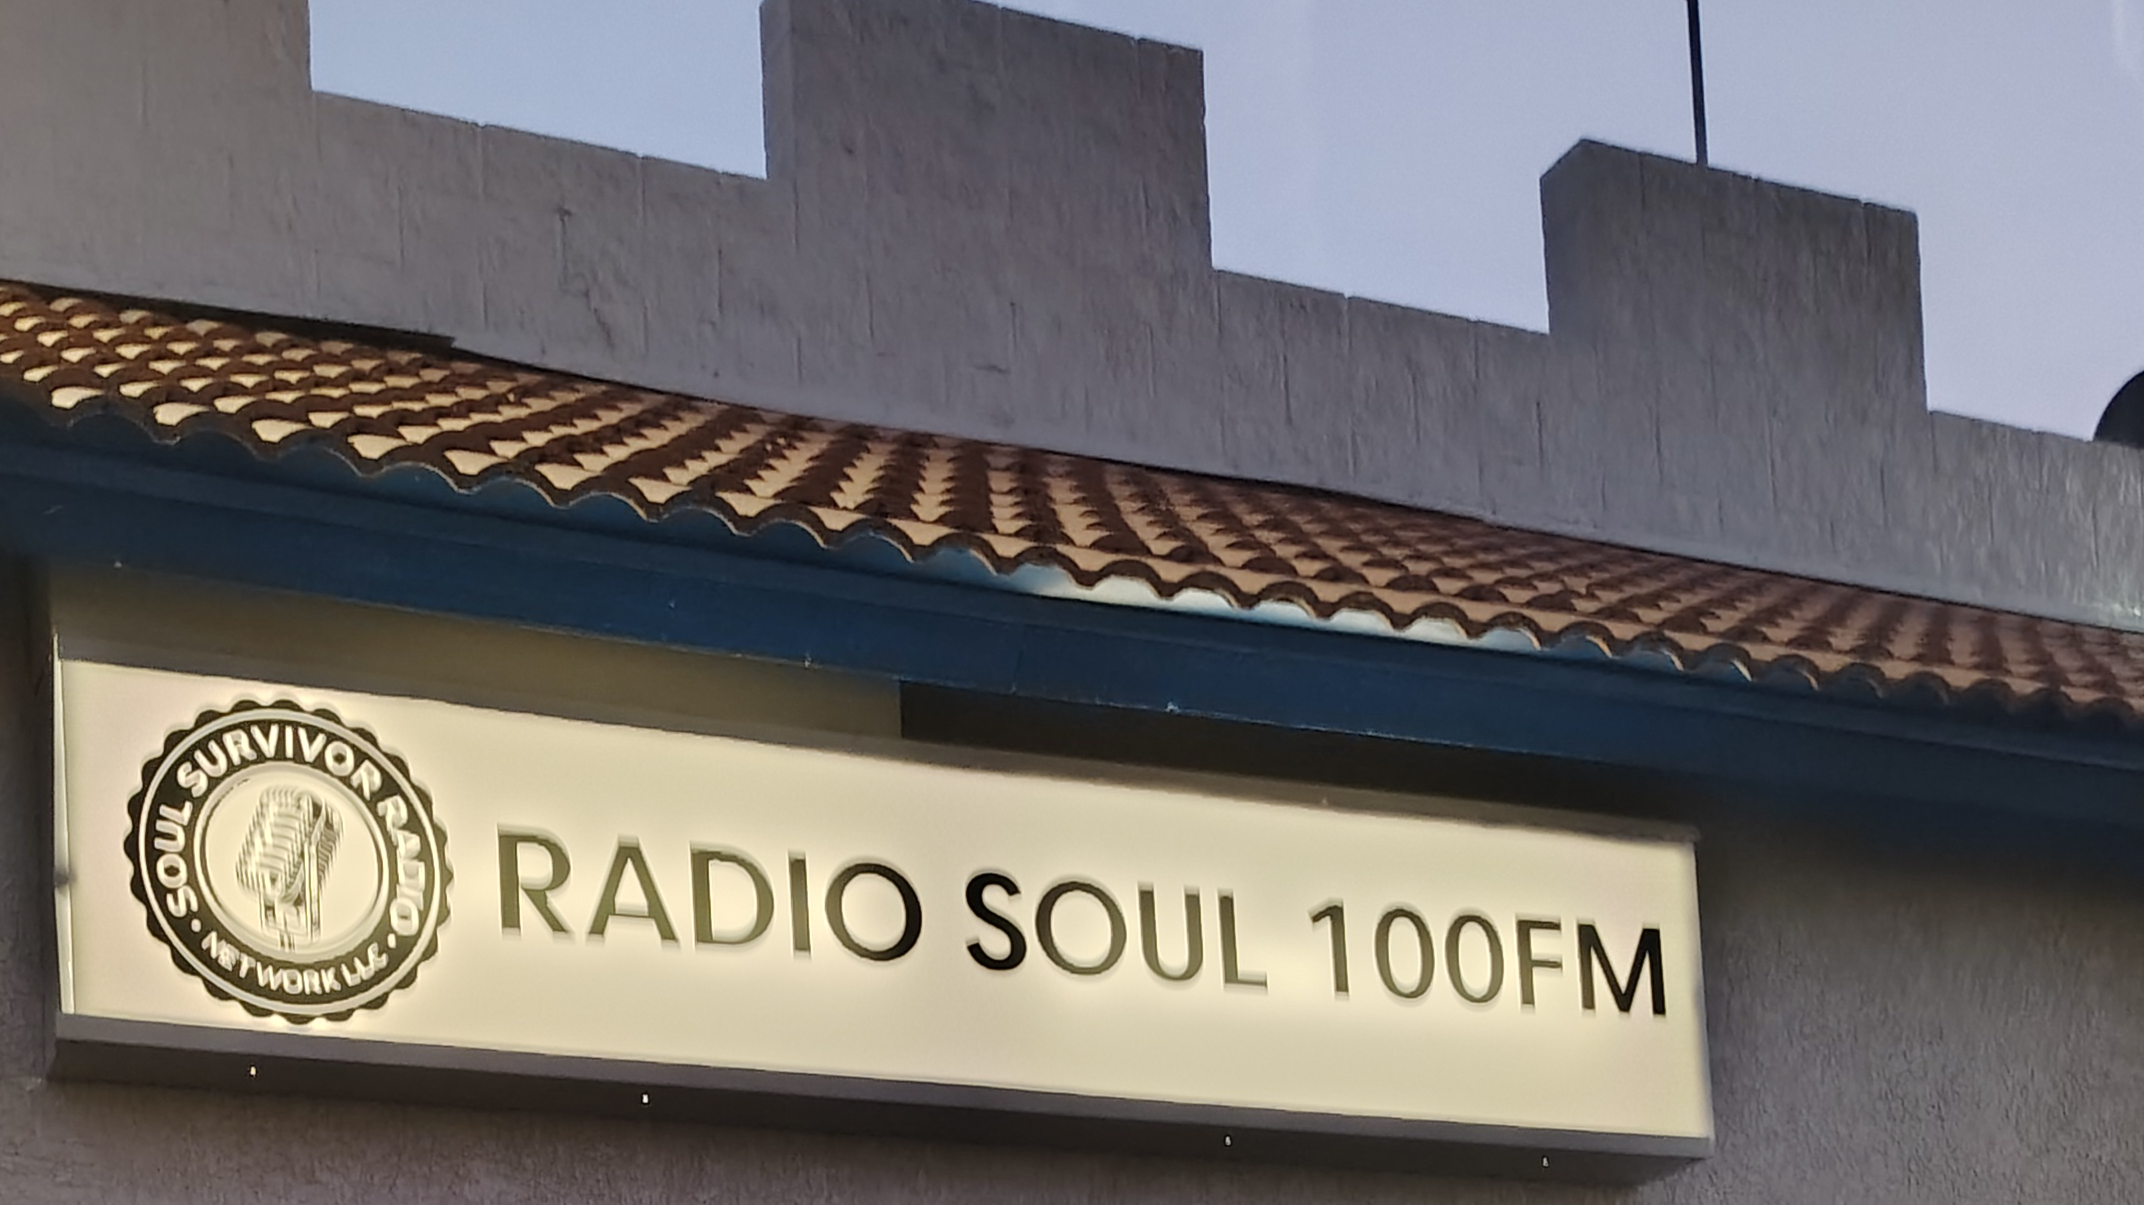 SOUL SURVIVOR RADIO
• NETWORK LLC •
RADIO SOUL 100FM